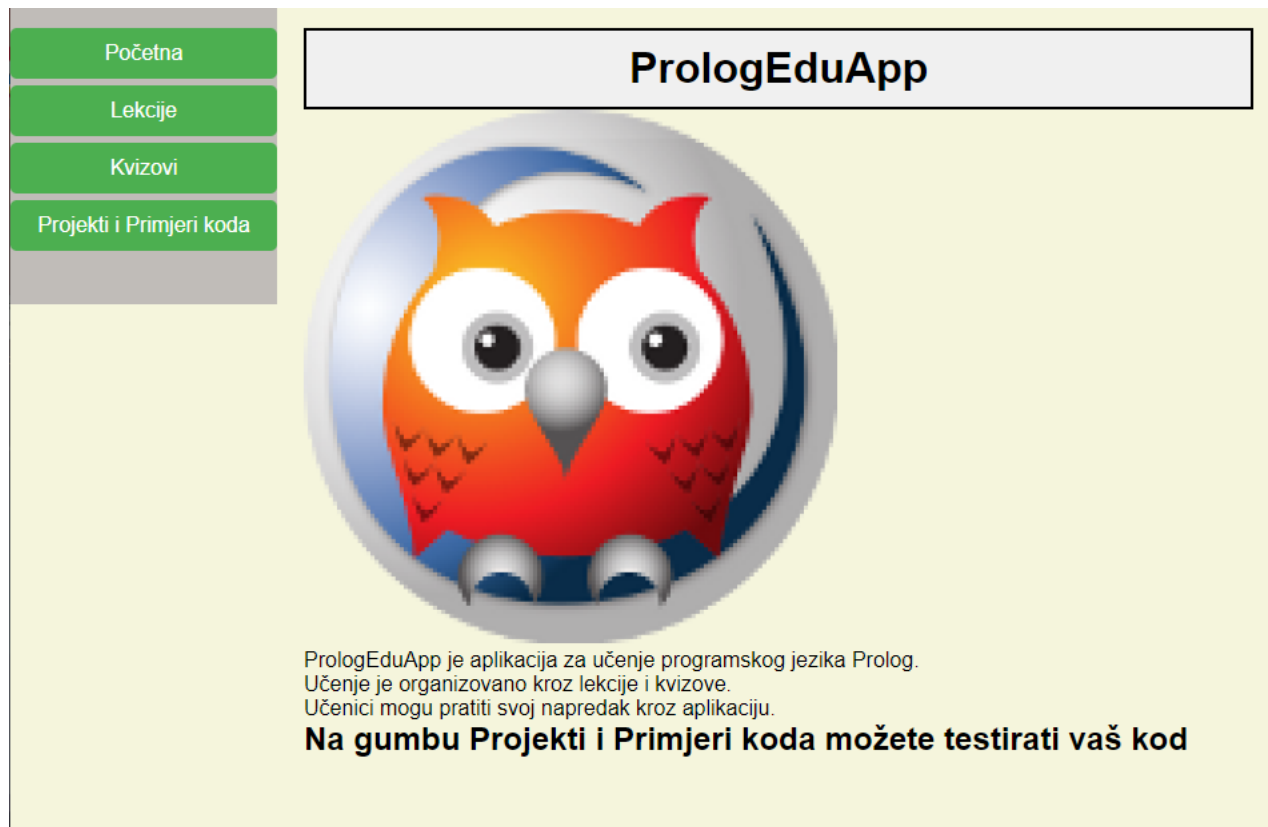 Početna
Lekcije
Kvizovi
Projekti i Primjeri koda
PrologEduApp
PrologEduApp je aplikacija za učenje programskog jezika Prolog.
Učenje je organizovano kroz lekcije i kvizove.
Učenici mogu pratiti svoj napredak kroz aplikaciju.
Na gumbu Projekti i Primjeri koda možete testirati vaš kod